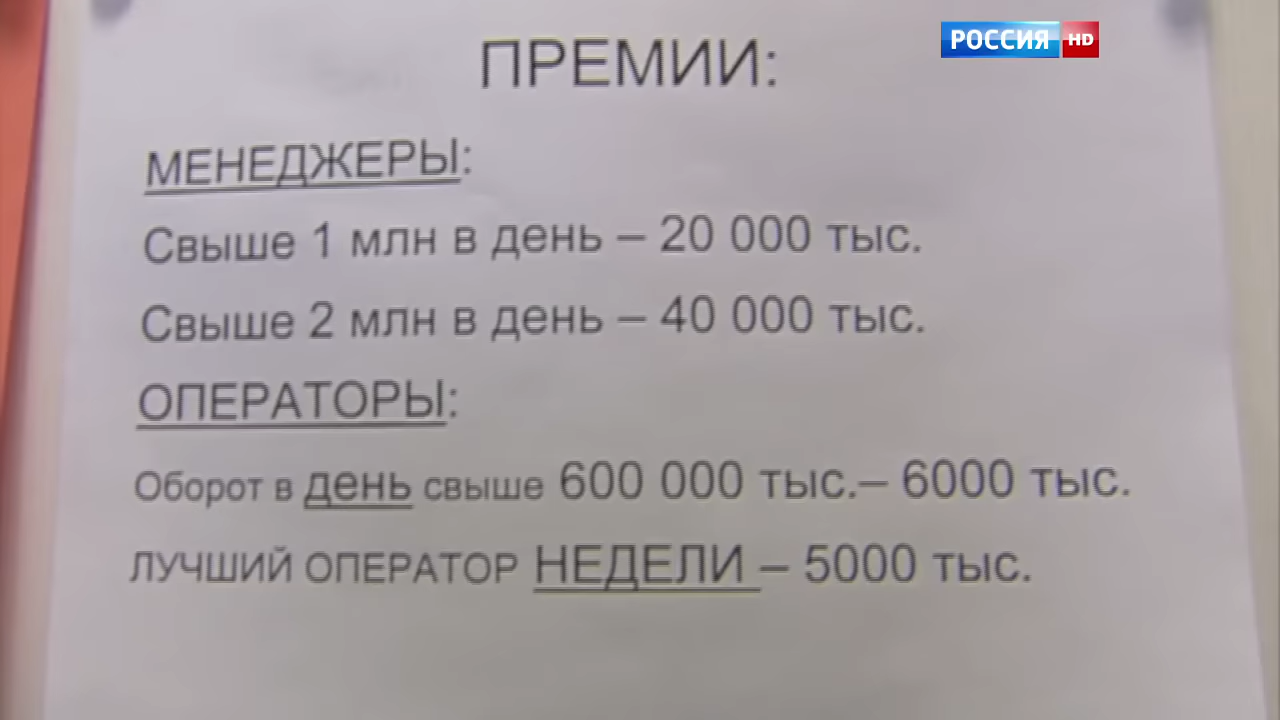 РОССИЯ HD
ПРЕМИИ:
МЕНЕДЖЕРЫ:
Свыше 1 млн в день – 20 000 тыс.
Свыше 2 млн в день – 40 000 тыс.
ОПЕРАТОРЫ:
Оборот в день свыше 600 000 тыс.– 6000 тыс.
ЛУЧШИЙ ОПЕРАТОР НЕДЕЛИ – 5000 тыс.